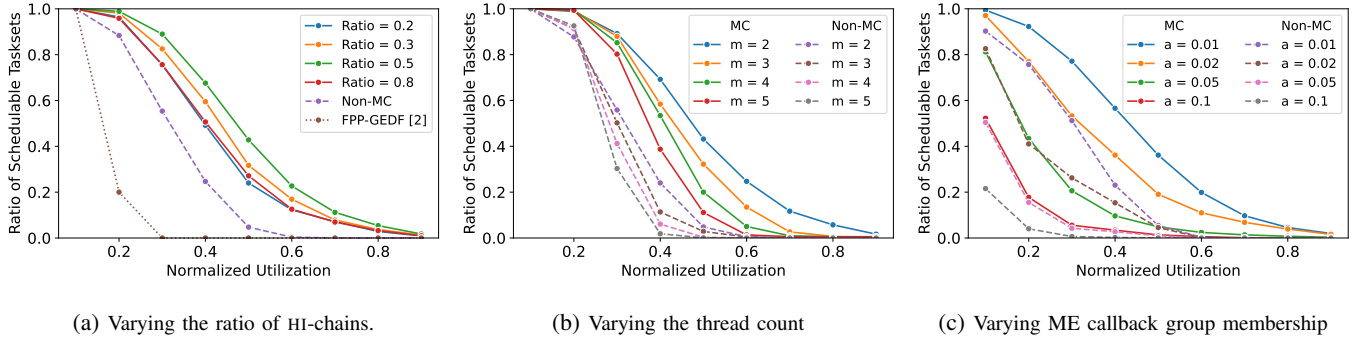 Ratio of Schedulable Tasksets
1.0
0.8
0.6
0.4
0.2
0.0
0.2 0.4 0.6 0.8
Normalized Utilization
Ratio = 0.2
Ratio = 0.3
Ratio = 0.5
Ratio = 0.8
Non-MC
FPP-GEDF [2]
(a) Varying the ratio of HI-chains.
Ratio of Schedulable Tasksets
1.0
0.8
0.6
0.4
0.2
0.0
0.2 0.4 0.6 0.8
Normalized Utilization
MC Non-MC
m = 2 m = 2
m = 3 m = 3
m = 4 m = 4
m = 5 m = 5
(b) Varying the thread count
Ratio of Schedulable Tasksets
1.0
0.8
0.6
0.4
0.2
0.0
0.2 0.4 0.6 0.8
Normalized Utilization
MC Non-MC
a = 0.01 a = 0.01
a = 0.02 a = 0.02
a = 0.05 a = 0.05
a = 0.1 a = 0.1
(c) Varying ME callback group membership